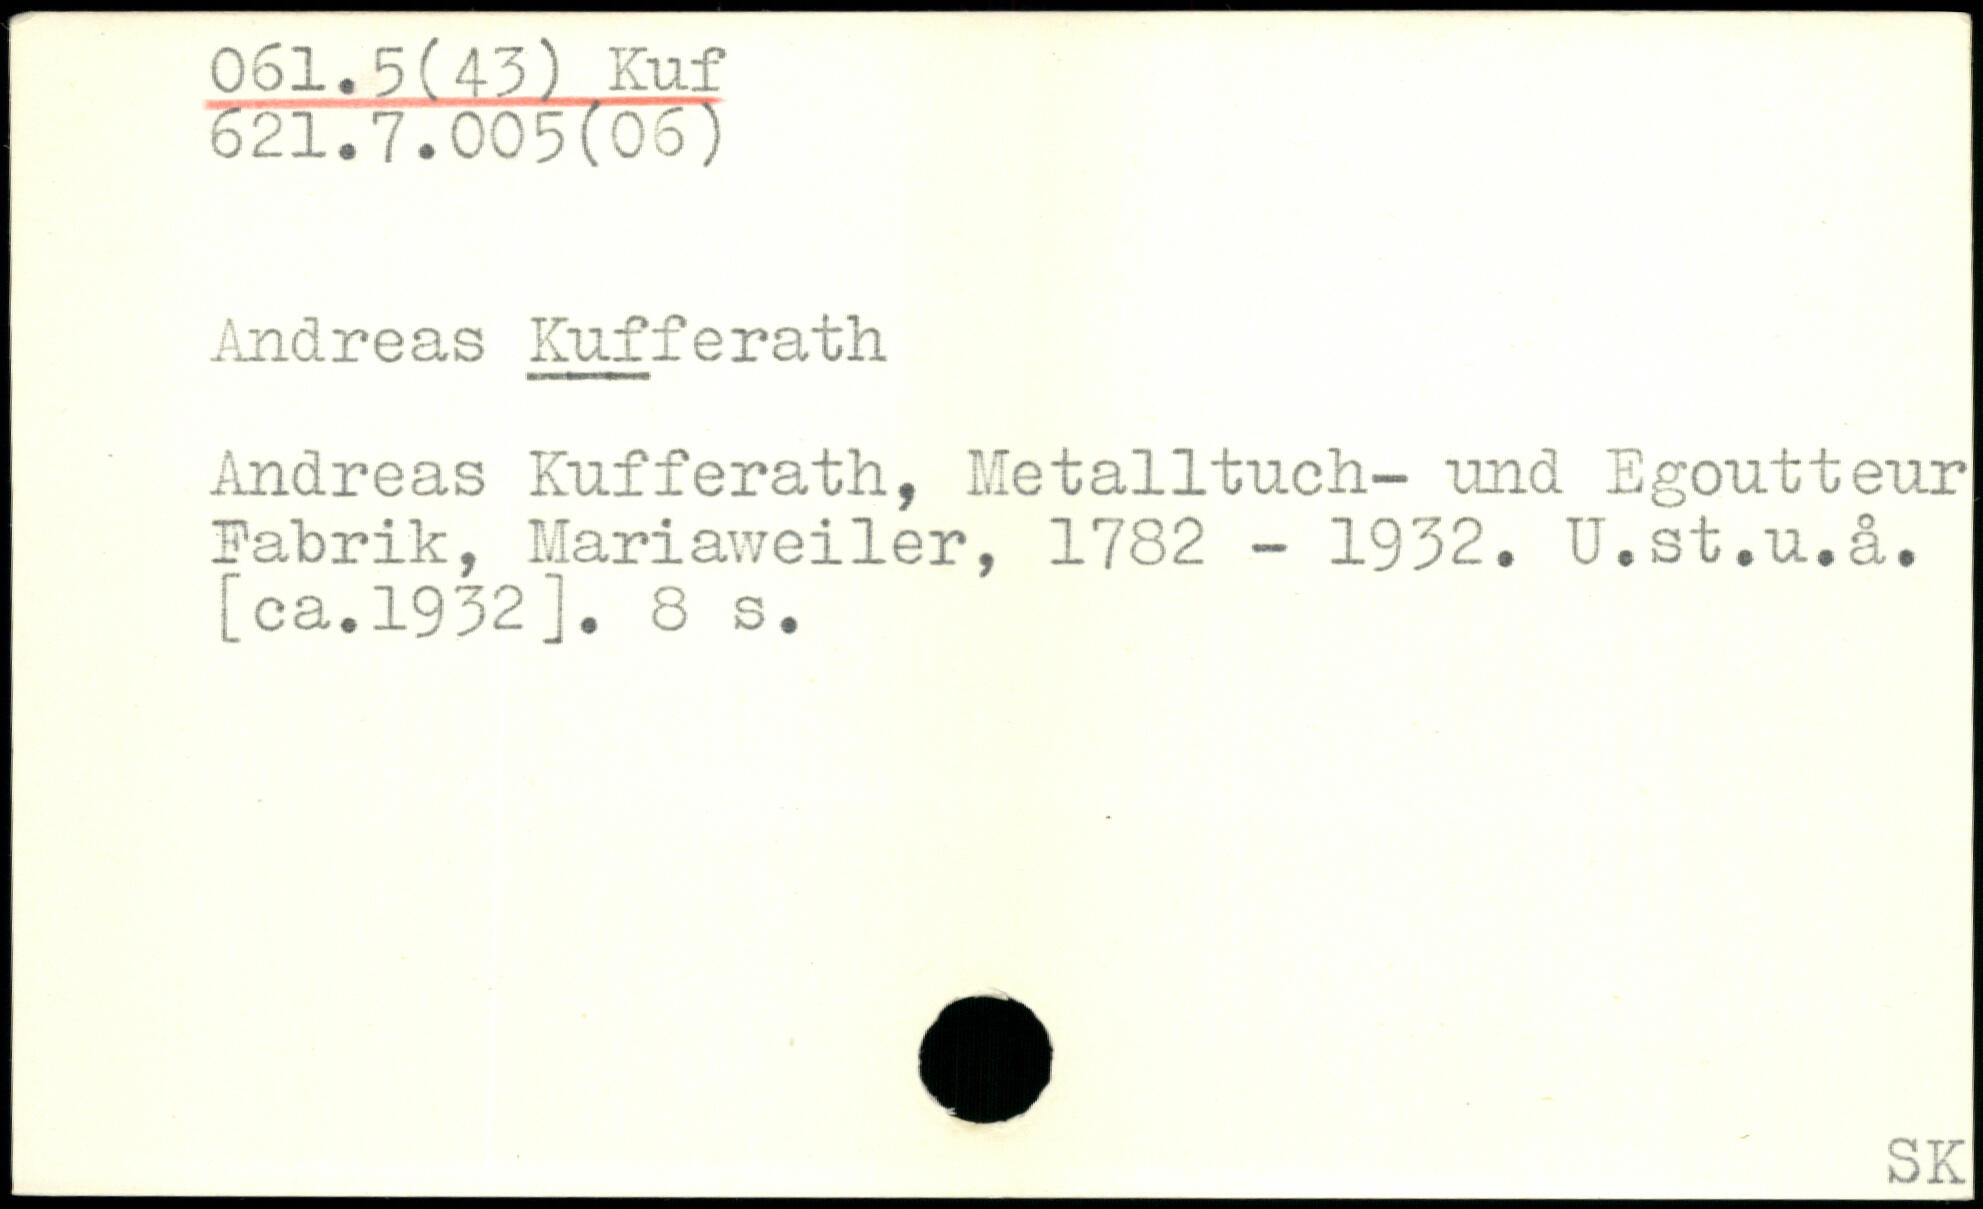 061.5(43) Kuf
621.7.005(06)
Andreas Kufferath
Andreas Kufferath, Metalltuch- und Egoutteur
Fabrik, Mariaweiler, 1782 - 1932. U.st.u.å.
[ca.1932]. 8 s.
SK